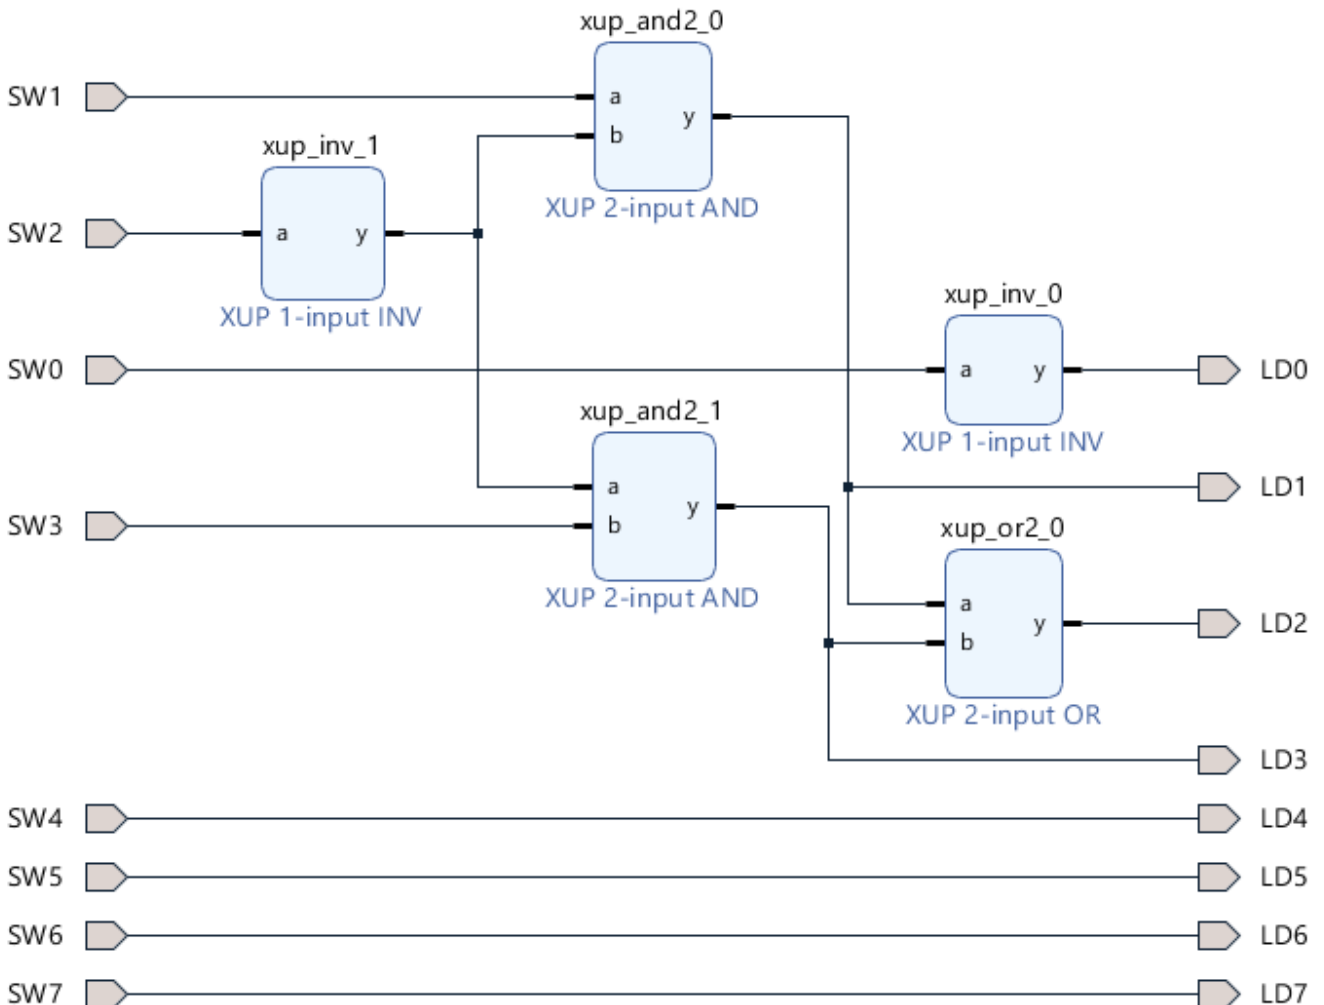 xup_and2_0
SW1
a
y
b
xup_inv_1
XUP 2-input AND
SW2
a y
XUP 1-input INV
xup_inv_0
SW0
a y
LD0
xup_and2_1
XUP 1-input INV
a
y
LD1
SW3
b
xup_or2_0
XUP 2-input AND
a
y
LD2
b
XUP 2-input OR
LD3
SW4
LD4
SW5
LD5
SW6
LD6
SW7
LD7